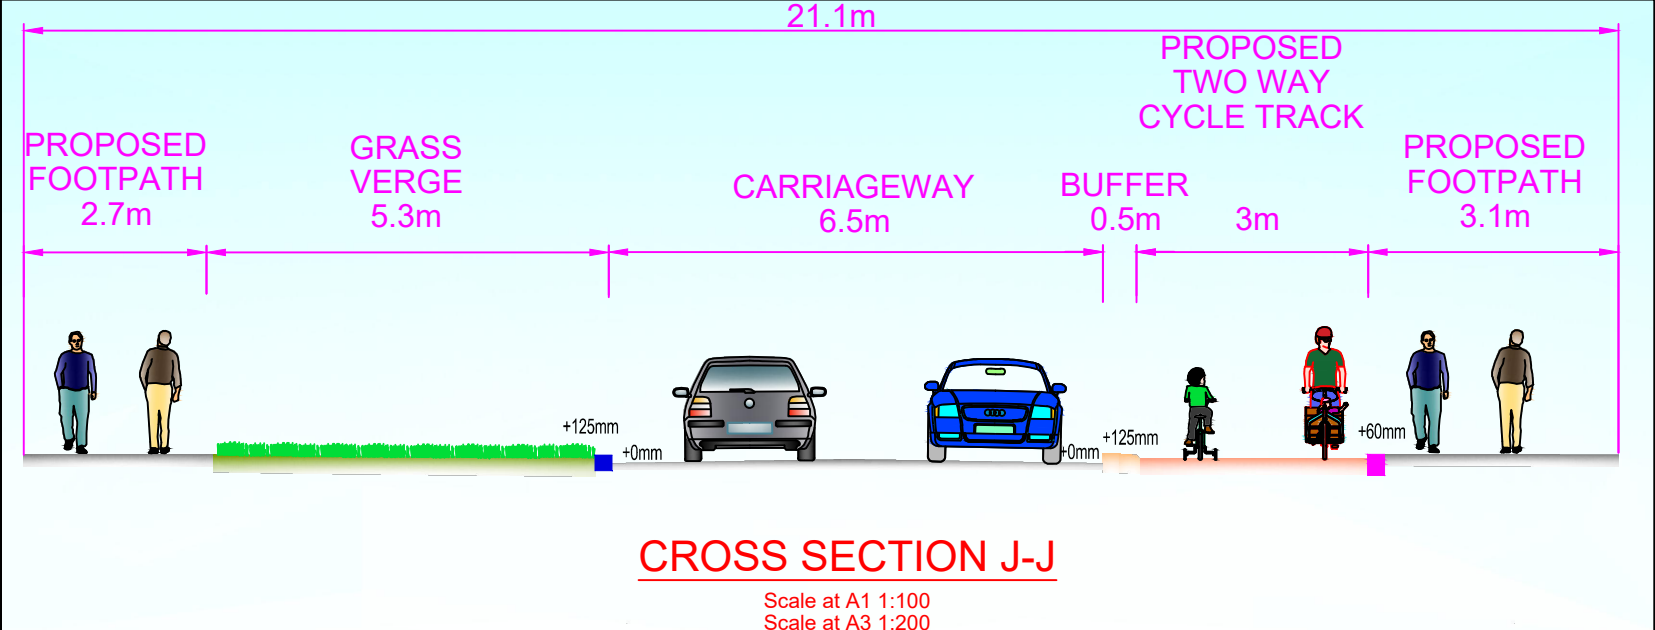 21.1m
PROPOSED
TWO WAY
CYCLE TRACK
3m
PROPOSED
FOOTPATH
2.7m
GRASS
VERGE
5.3m
CARRIAGEWAY
6.5m
BUFFER
0.5m
PROPOSED
FOOTPATH
3.1m
+125mm
+0mm
+0mm
+125mm
+60mm
CROSS SECTION J-J
Scale at A1 1:100
Scale at A3 1:200